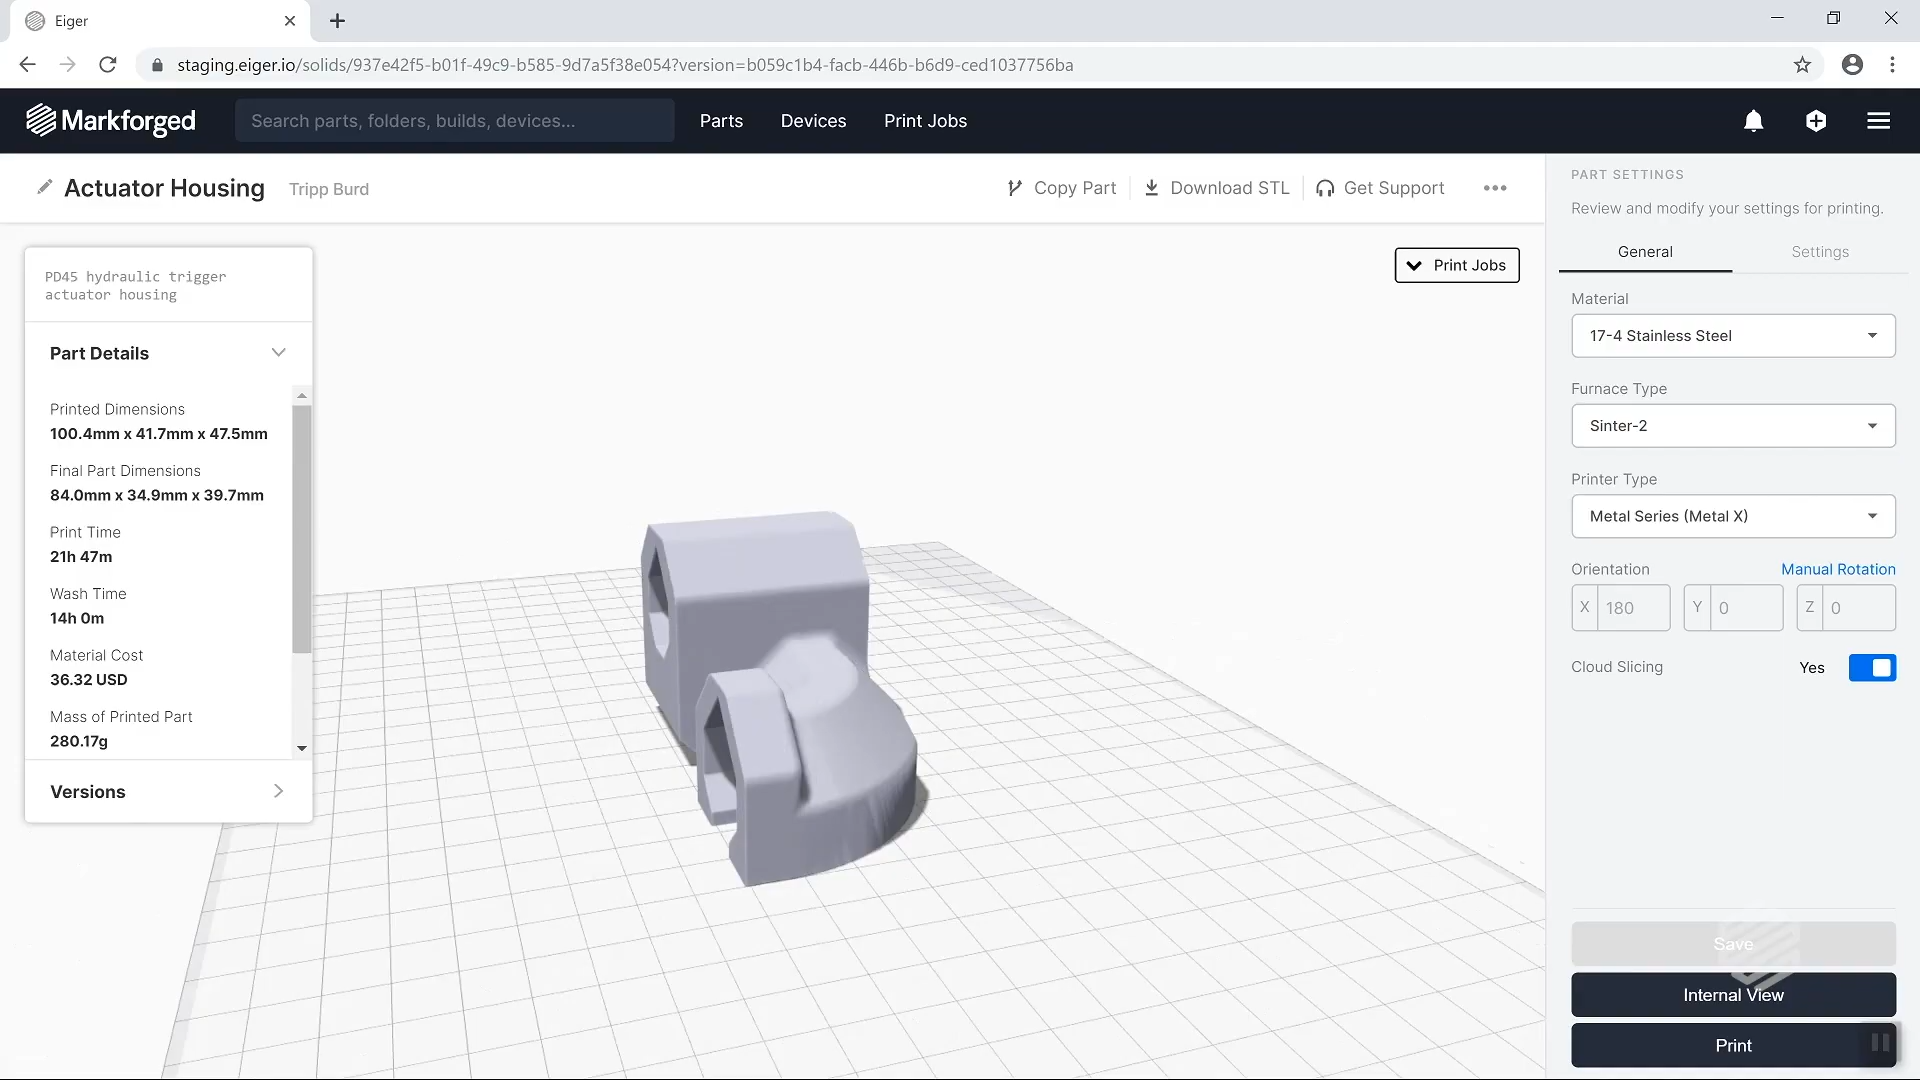 Eiger
staging.eiger.io/solids/937e42f5-b01f-49c9-b585-9d7a5f38e054?version=b059c1b4-facb-446b-b6d9-ced1037756ba
Markforged
Search parts, folders, builds, devices...
Parts
Devices
Print Jobs
Actuator Housing
Tripp Burd
Copy Part
Download STL
Get Support
PD45 hydraulic trigger
actuator housing
Part Details
Printed Dimensions
100.4mm x 41.7mm x 47.5mm
Final Part Dimensions
84.0mm x 34.9mm x 39.7mm
Print Time
21h 47m
Wash Time
14h 0m
Material Cost
36.32 USD
Mass of Printed Part
280.17g
Versions
Print Jobs
PART SETTINGS
Review and modify your settings for printing.
General
Settings
Material
17-4 Stainless Steel
Furnace Type
Sinter-2
Printer Type
Metal Series (Metal X)
Orientation
Manual Rotation
X 180
Y 0
Z 0
Cloud Slicing
Yes
Save
Internal View
Print